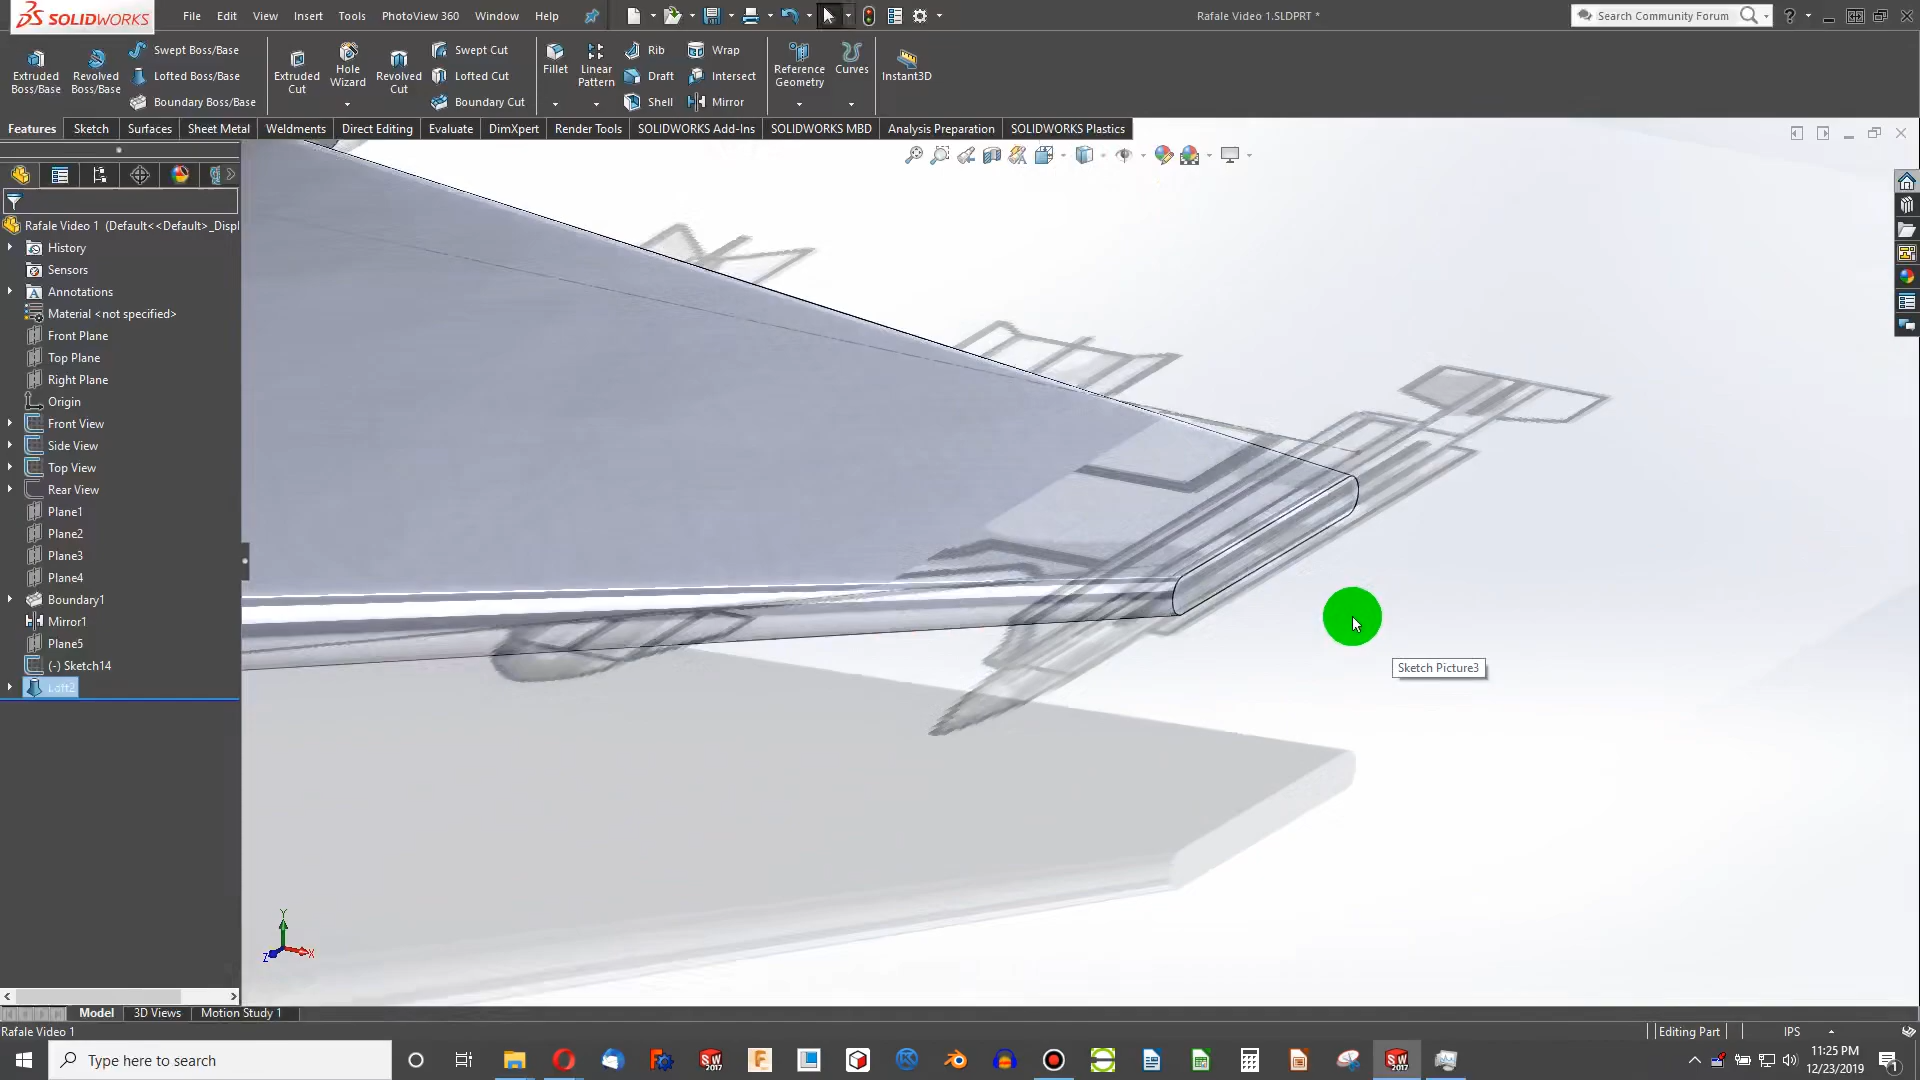 SOLIDWORKS File Edit View Insert Tools PhotoView 360 Window Help Rafale Video 1.SLDPRT * Search Community Forum
Extruded Boss/Base
Revolved Boss/Base
Swept Boss/Base
Lofted Boss/Base
Boundary Boss/Base
Extruded Cut
Hole Wizard
Revolved Cut
Swept Cut
Lofted Cut
Boundary Cut
Fillet
Linear Pattern
Rib
Draft
Shell
Wrap
Intersect
Mirror
Reference Geometry
Curves
Instant3D
Features Sketch Surfaces Sheet Metal Weldments Direct Editing Evaluate DimXpert Render Tools SOLIDWORKS Add-Ins SOLIDWORKS MBD Analysis Preparation SOLIDWORKS Plastics
Rafale Video 1 (Default<<Default>_Displ
History
Sensors
Annotations
Material <not specified>
Front Plane
Top Plane
Right Plane
Origin
Front View
Side View
Top View
Rear View
Plane1
Plane2
Plane3
Plane4
Boundary1
Mirror1
Plane5
(-) Sketch14
Loft2
Sketch Picture3
Y
X
Z
Model 3D Views Motion Study 1
Rafale Video 1 Editing Part IPS
Type here to search
11:25 PM
12/23/2019